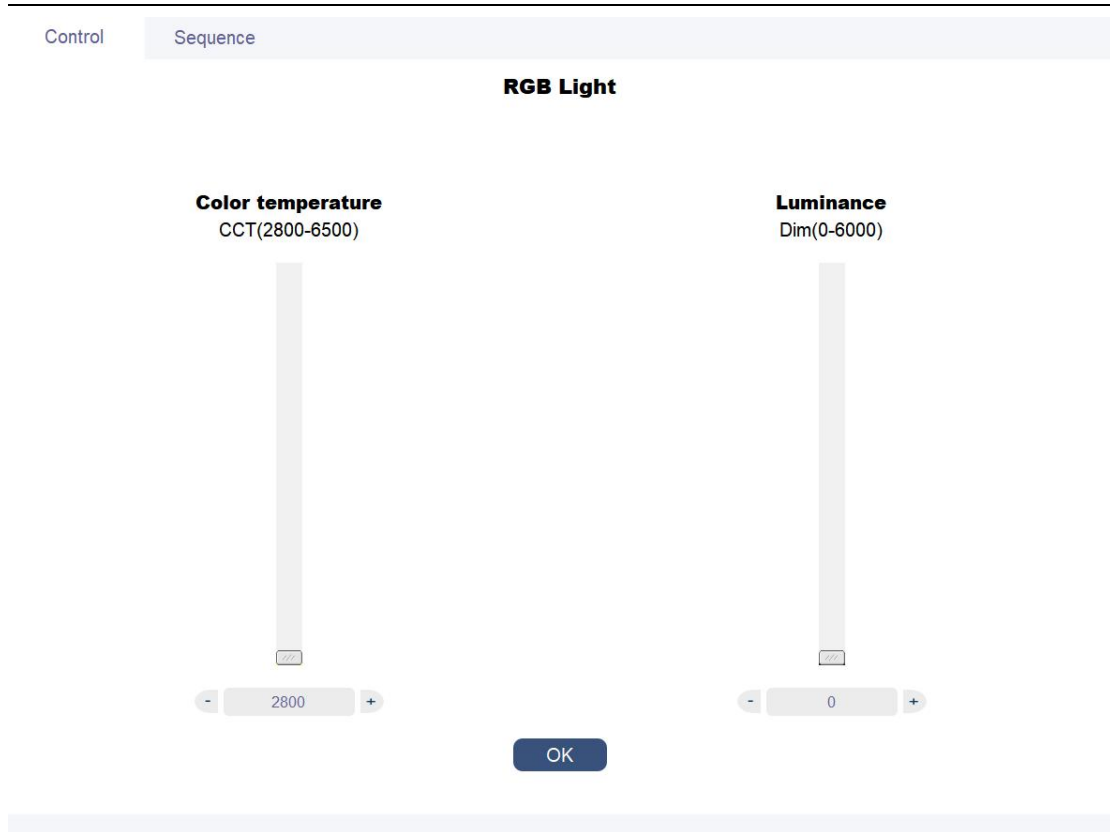 Control Sequence
RGB Light
Color temperature Luminance
CCT(2800-6500) Dim(0-6000)
- 2800 + - 0 +
OK